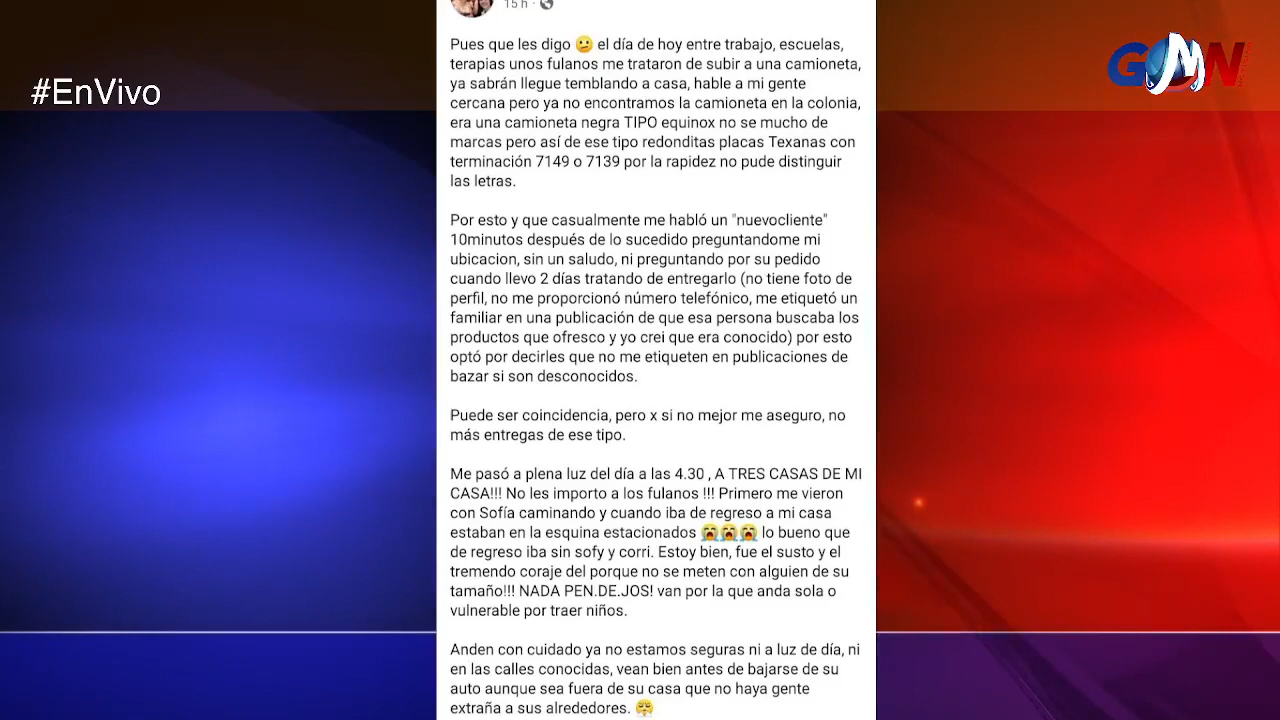 15 h ·
#EnVivo
GMN
Pues que les digo 🫤 el día de hoy entre trabajo, escuelas,
terapias unos fulanos me trataron de subir a una camioneta,
ya sabrán llegue temblando a casa, hable a mi gente
cercana pero ya no encontramos la camioneta en la colonia,
era una camioneta negra TIPO equinox no se mucho de
marcas pero así de ese tipo redonditas placas Texanas con
terminación 7149 o 7139 por la rapidez no pude distinguir
las letras.
Por esto y que casualmente me habló un "nuevocliente"
10minutos después de lo sucedido preguntandome mi
ubicacion, sin un saludo, ni preguntando por su pedido
cuando llevo 2 días tratando de entregarlo (no tiene foto de
perfil, no me proporcionó número telefónico, me etiquetó un
familiar en una publicación de que esa persona buscaba los
productos que ofresco y yo crei que era conocido) por esto
optó por decirles que no me etiqueten en publicaciones de
bazar si son desconocidos.
Puede ser coincidencia, pero x si no mejor me aseguro, no
más entregas de ese tipo.
Me pasó a plena luz del día a las 4.30 , A TRES CASAS DE MI
CASA!!! No les importo a los fulanos !!! Primero me vieron
con Sofía caminando y cuando iba de regreso a mi casa
estaban en la esquina estacionados 😭😭😭 lo bueno que
de regreso iba sin sofy y corri. Estoy bien, fue el susto y el
tremendo coraje del porque no se meten con alguien de su
tamaño!!! NADA PEN.DE.JOS! van por la que anda sola o
vulnerable por traer niños.
Anden con cuidado ya no estamos seguras ni a luz de día, ni
en las calles conocidas, vean bien antes de bajarse de su
auto aunque sea fuera de su casa que no haya gente
extraña a sus alrededores. 😤